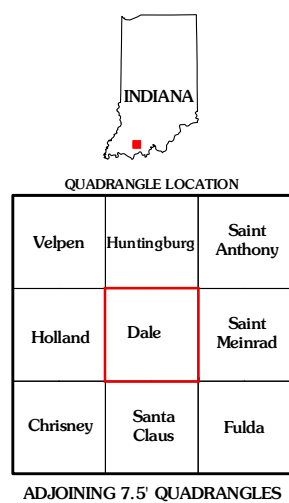 INDIANA
QUADRANGLE LOCATION
Velpen
Huntingburg
Saint
Anthony
Holland
Dale
Saint
Meinrad
Chrisney
Santa
Claus
Fulda
ADJOINING 7.5' QUADRANGLES